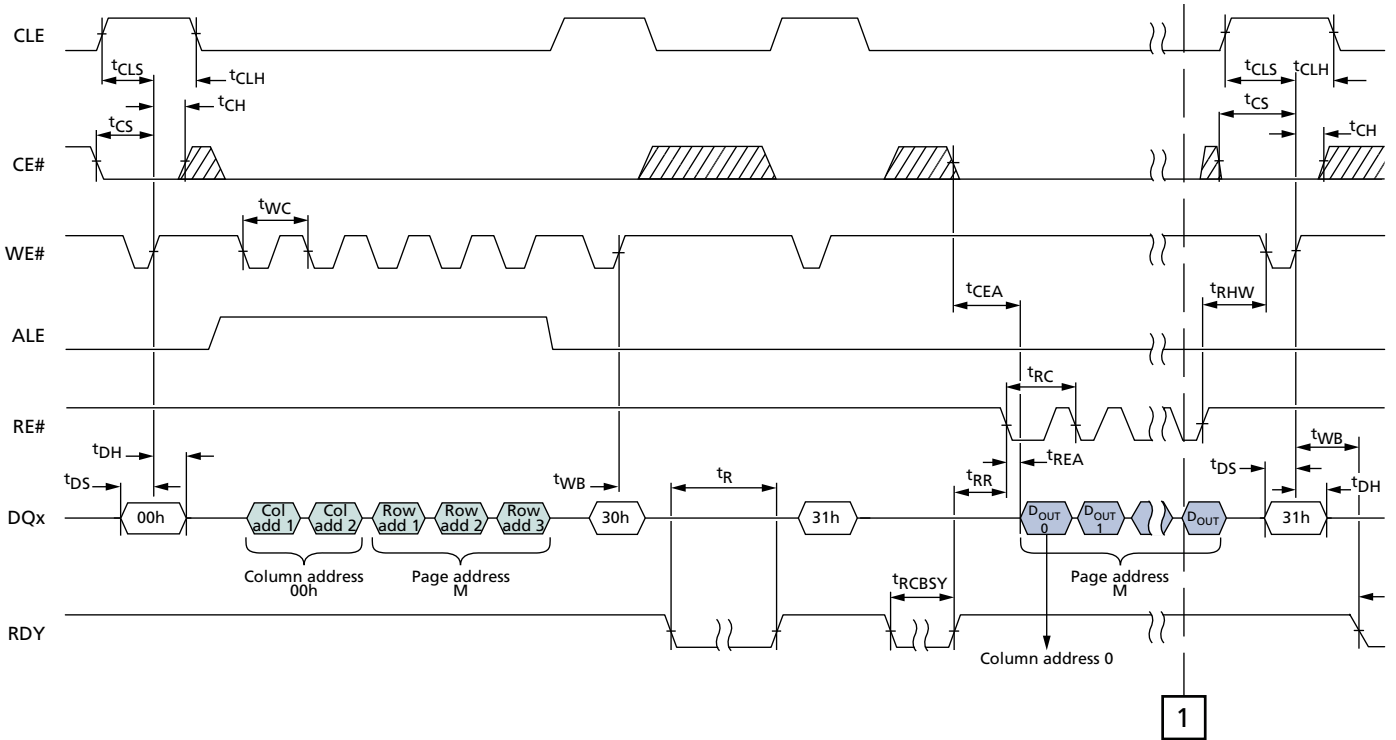 CLE
tCLS
tCLH
tCLS
tCLH
tCH
tCS
tCS
tCH
CE#
tWC
WE#
tCEA
tRHW
ALE
tRC
RE#
tDH
tREA
tWB
tDS
tWB
tR
tRR
tDS
tDH
DQx
00h
Col add 1
Col add 2
Row add 1
Row add 2
Row add 3
30h
31h
DOUT 0
DOUT 1
DOUT
31h
Column address 00h
Page address M
tRCBSY
Page address M
RDY
Column address 0
1